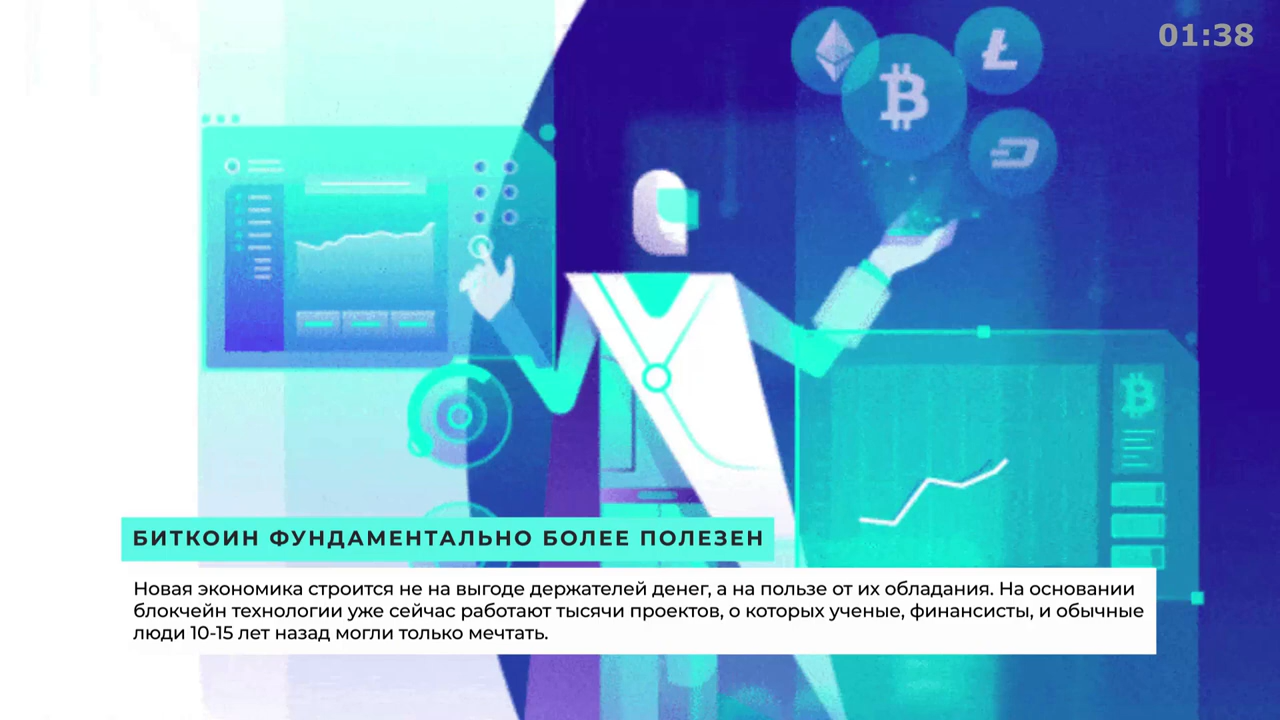 01:38
БИТКОИН ФУНДАМЕНТАЛЬНО БОЛЕЕ ПОЛЕЗЕН
Новая экономика строится не на выгоде держателей денег, а на пользе от их обладания. На основании
блокчейн технологии уже сейчас работают тысячи проектов, о которых ученые, финансисты, и обычные
люди 10-15 лет назад могли только мечтать.